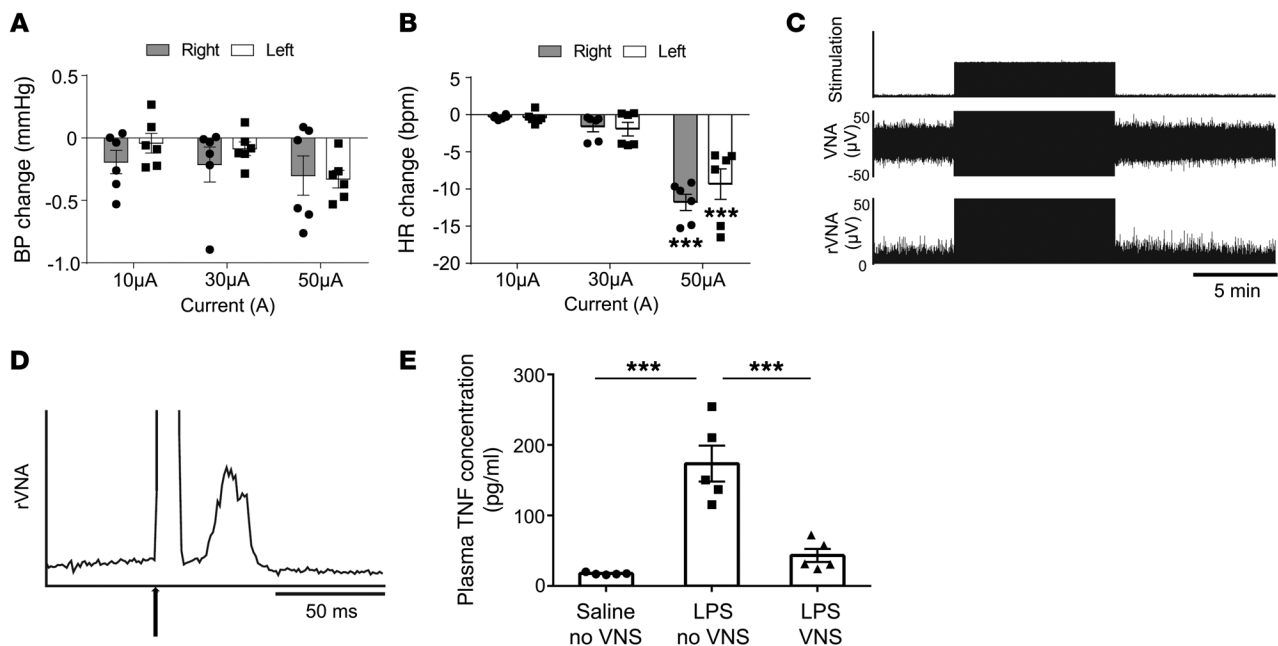 A
Right Left
BP change (mmHg)
0.5
0
-0.5
-1.0
10µA 30µA 50µA
Current (A)
B
Right Left
HR change (bpm)
5
0
-5
-10
-15
-20
***
***
10µA 30µA 50µA
Current (A)
C
Stimulation
VNA
(µV)
50
-50
rVNA
(µV)
50
0
5 min
D
rVNA
50 ms
E
Plasma TNF concentration
(pg/ml)
300
200
100
0
*** ***
Saline LPS LPS
no VNS no VNS VNS